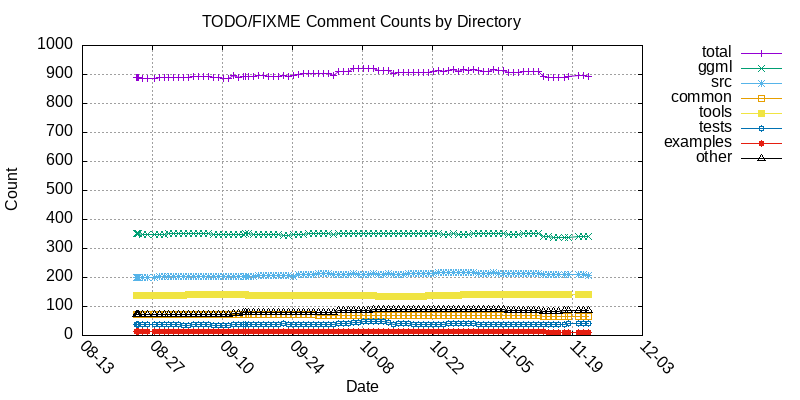 TODO/FIXME Comment Counts by Directory
1000
900
800
700
600
500
400
300
200
100
0
Count
08-13
08-27
09-10
09-24
10-08
10-22
11-05
11-19
12-03
Date
total
ggml
src
common
tools
tests
examples
other